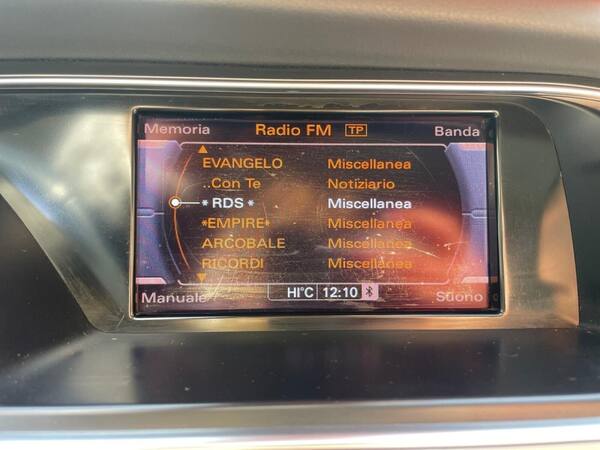 Memoria Radio FM TP Banda
EVANGELO Miscellanea
..Con Te Notiziario
*RDS* Miscellanea
*EMPIRE* Miscellanea
ARCOBALE Miscellanea
RICORDI Miscellanea
Manuale HI°C 12:10 Suono